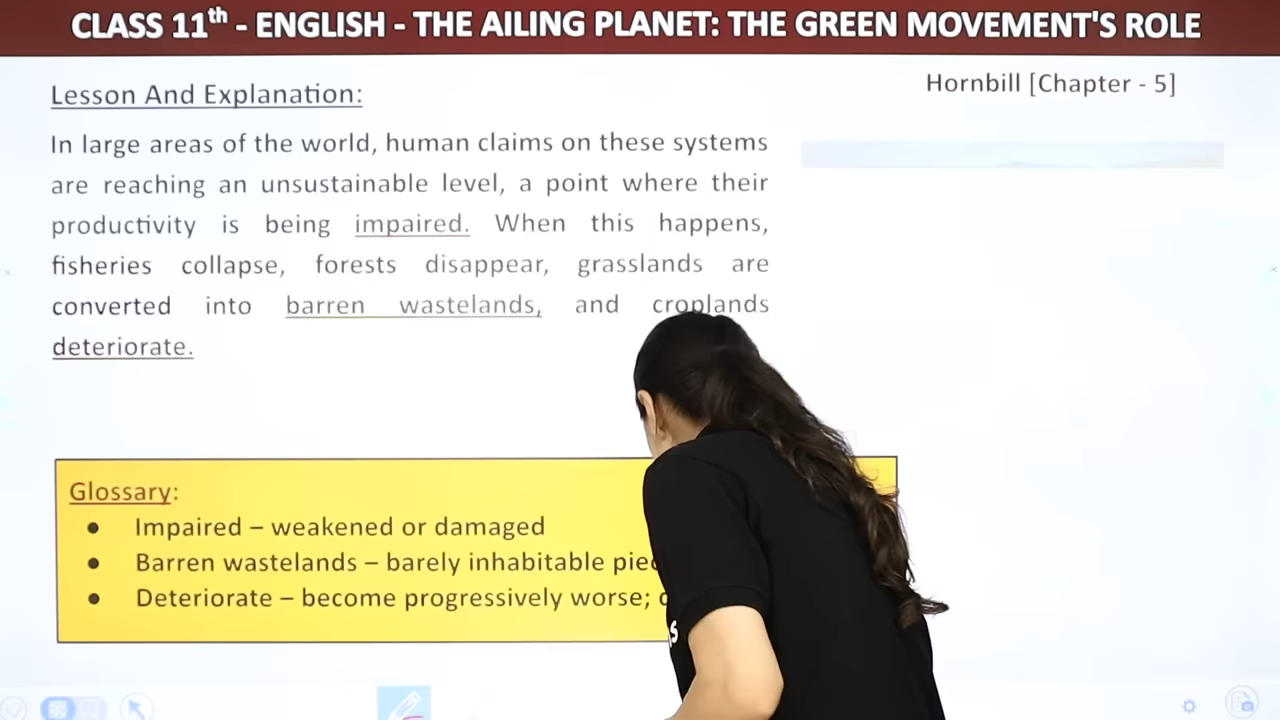 CLASS 11th - ENGLISH - THE AILING PLANET: THE GREEN MOVEMENT'S ROLE
Hornbill [Chapter - 5]
Lesson And Explanation:
In large areas of the world, human claims on these systems
are reaching an unsustainable level, a point where their
productivity is being impaired. When this happens,
fisheries collapse, forests disappear, grasslands are
converted into barren wastelands, and croplands
deteriorate.
Glossary:
● Impaired – weakened or damaged
● Barren wastelands – barely inhabitable
● Deteriorate – become progressively worse;